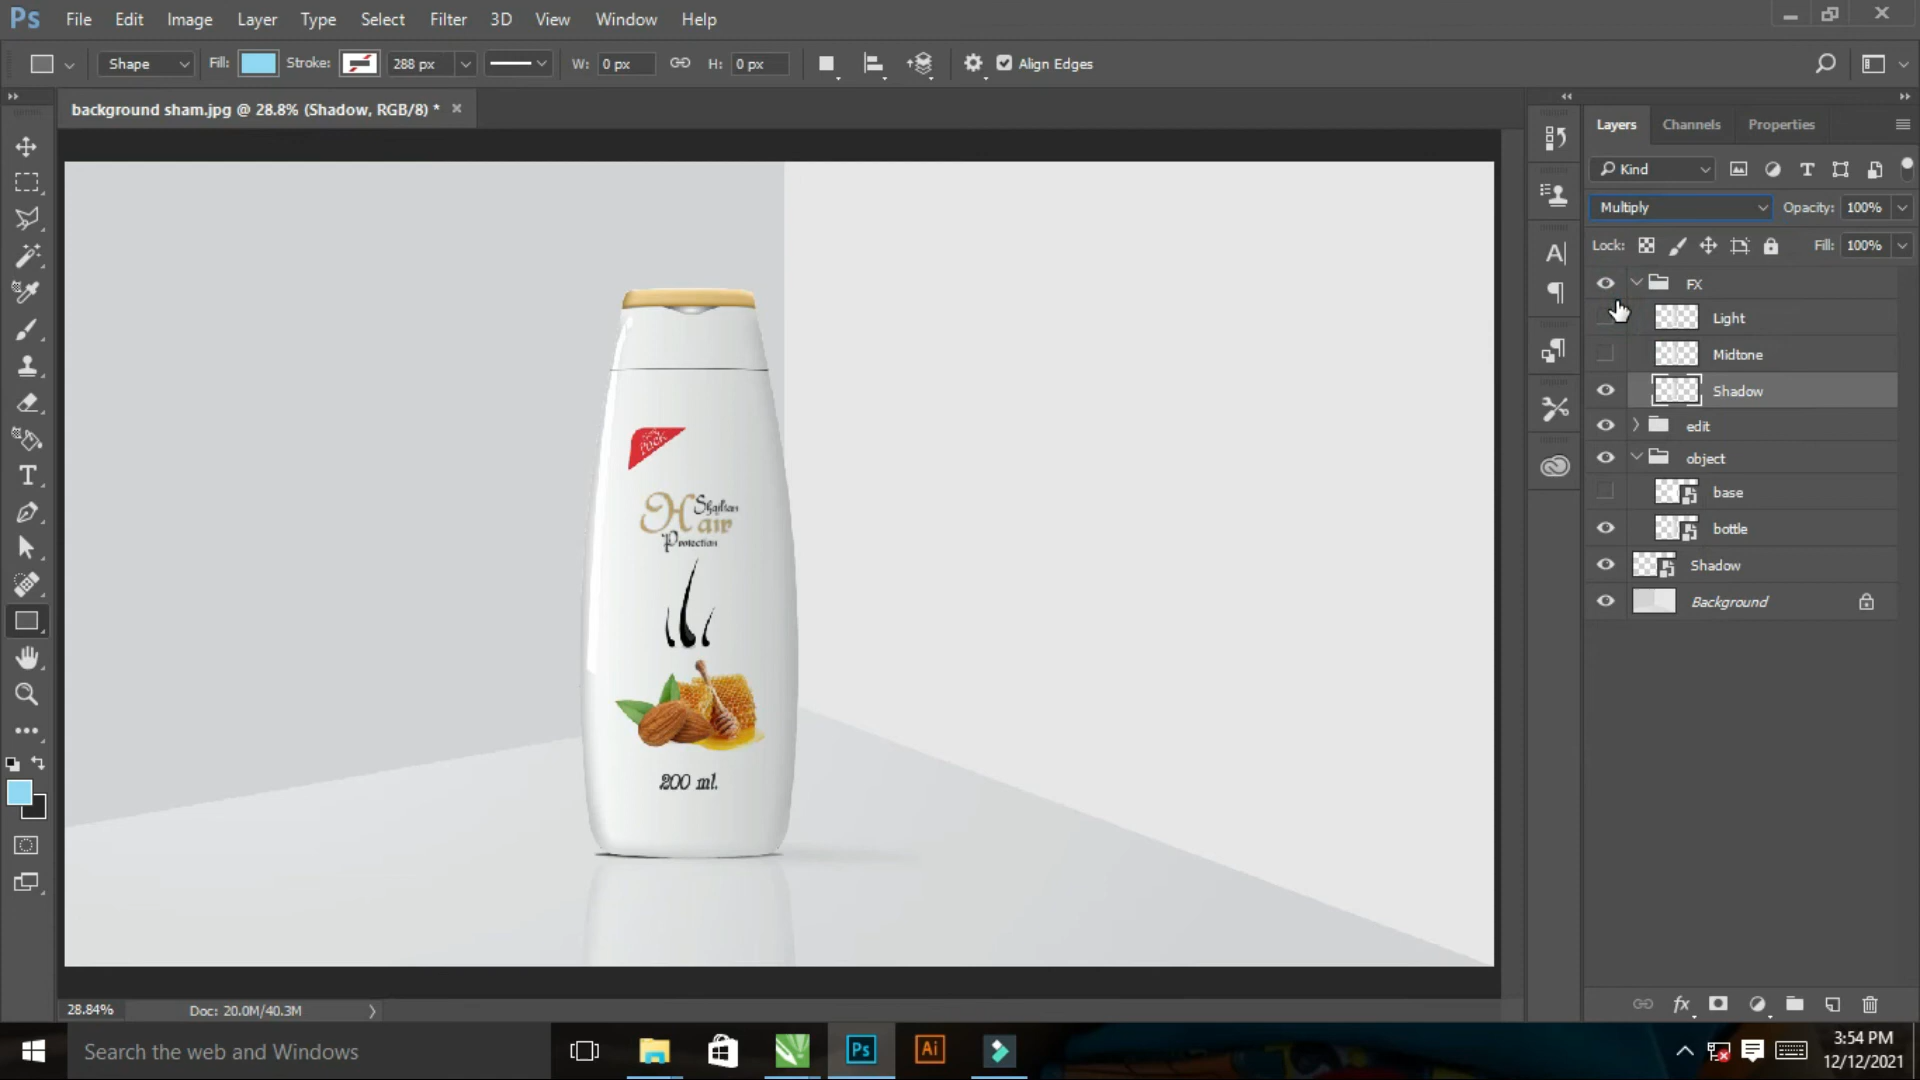 Ps File Edit Image Layer Type Select Filter 3D View Window Help
Shape Fill: Stroke: 288 px W: 0 px H: 0 px Align Edges
background sham.jpg @ 28.8% (Shadow, RGB/8) * ×
Layers Channels Properties
Kind
Multiply Opacity: 100%
Lock: Fill: 100%
FX
Light
Midtone
Shadow
edit
object
base
bottle
Shadow
Background
Pack
Hair
Protection
200 ml.
28.84% Doc: 20.0M/40.3M
Search the web and Windows
Ps
Ai
3:54 PM
12/12/2021